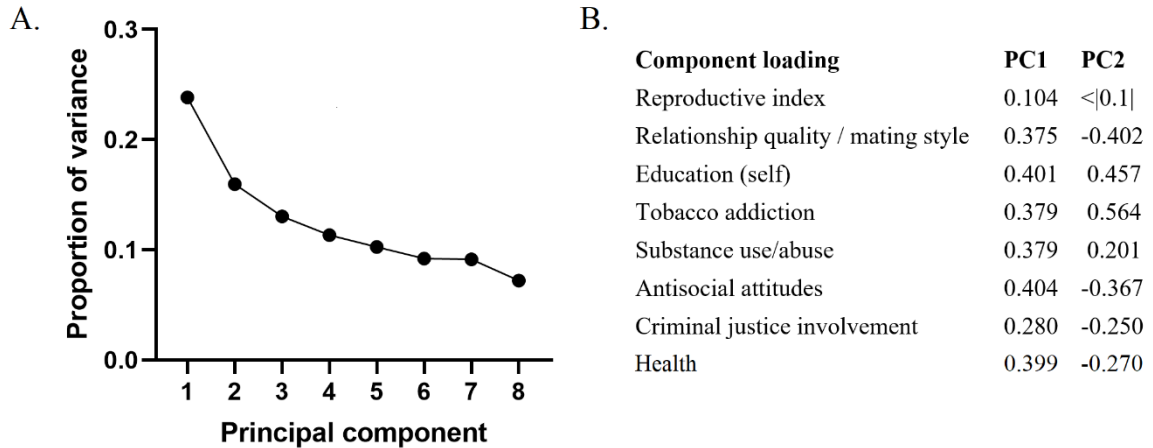 A.
0.3
0.2
0.1
0.0
Proportion of variance
1 2 3 4 5 6 7 8
Principal component
B.
Component loading PC1 PC2
Reproductive index 0.104 <|0.1|
Relationship quality / mating style 0.375 -0.402
Education (self) 0.401 0.457
Tobacco addiction 0.379 0.564
Substance use/abuse 0.379 0.201
Antisocial attitudes 0.404 -0.367
Criminal justice involvement 0.280 -0.250
Health 0.399 -0.270